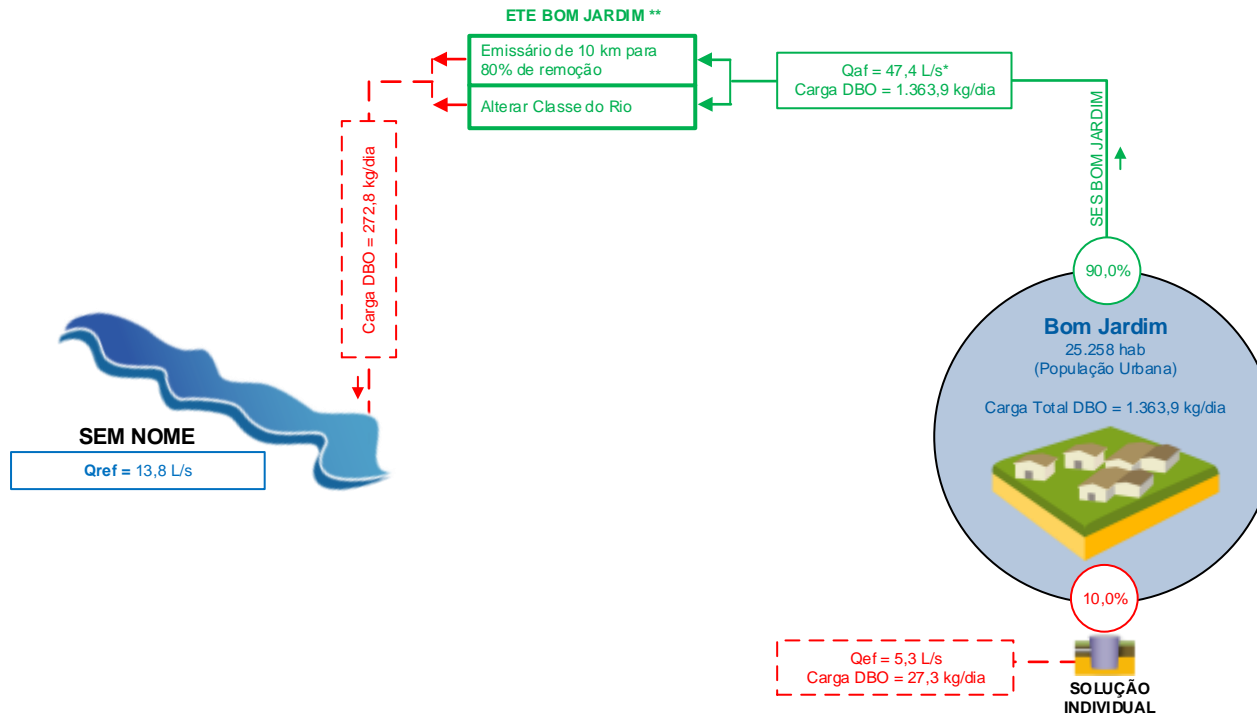 ETE BOM JARDIM **
Emissário de 10 km para
80% de remoção
Alterar Classe do Rio
Qaf = 47,4 L/s*
Carga DBO = 1.363,9 kg/dia
SES BOM JARDIM
Carga DBO = 272,8 kg/dia
90,0%
Bom Jardim
25.258 hab
(População Urbana)
Carga Total DBO = 1.363,9 kg/dia
SEM NOME
Qref = 13,8 L/s
10,0%
Qef = 5,3 L/s
Carga DBO = 27,3 kg/dia
SOLUÇÃO
INDIVIDUAL